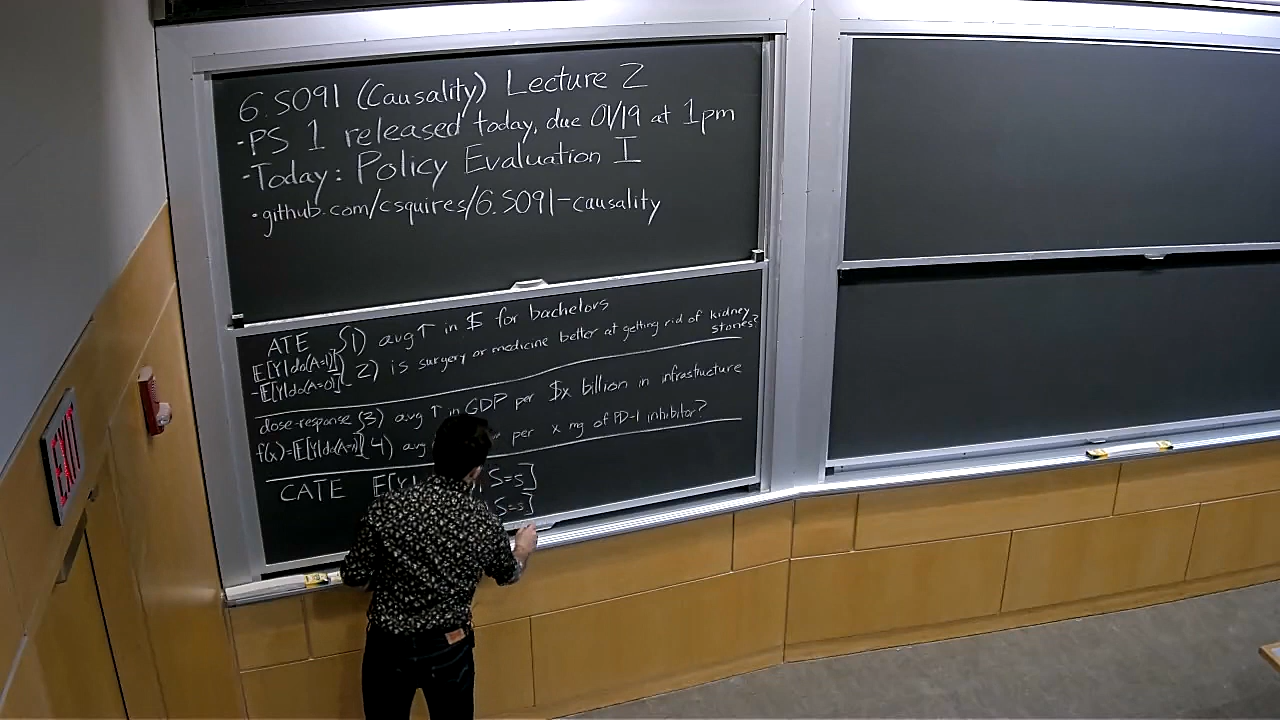 6.S091 (Causality) Lecture 2
-PS 1 released today, due 01/19 at 1pm
-Today: Policy Evaluation I
•github.com/csquires/6.S091-causality
ATE {1) avg↑ in $ for bachelors
E[Y|do(A=1)] 2) is surgery or medicine better at getting rid of kidney stones?
-E[Y|do(A=0)]
dose-response {3) avg ↑ in GDP per $x billion in infrastructure
f(x)=E[Y|do(A=x)] 4) avg per x mg of PD-1 inhibitor?
CATE E[Y| S=s]
S=s]
EXIT